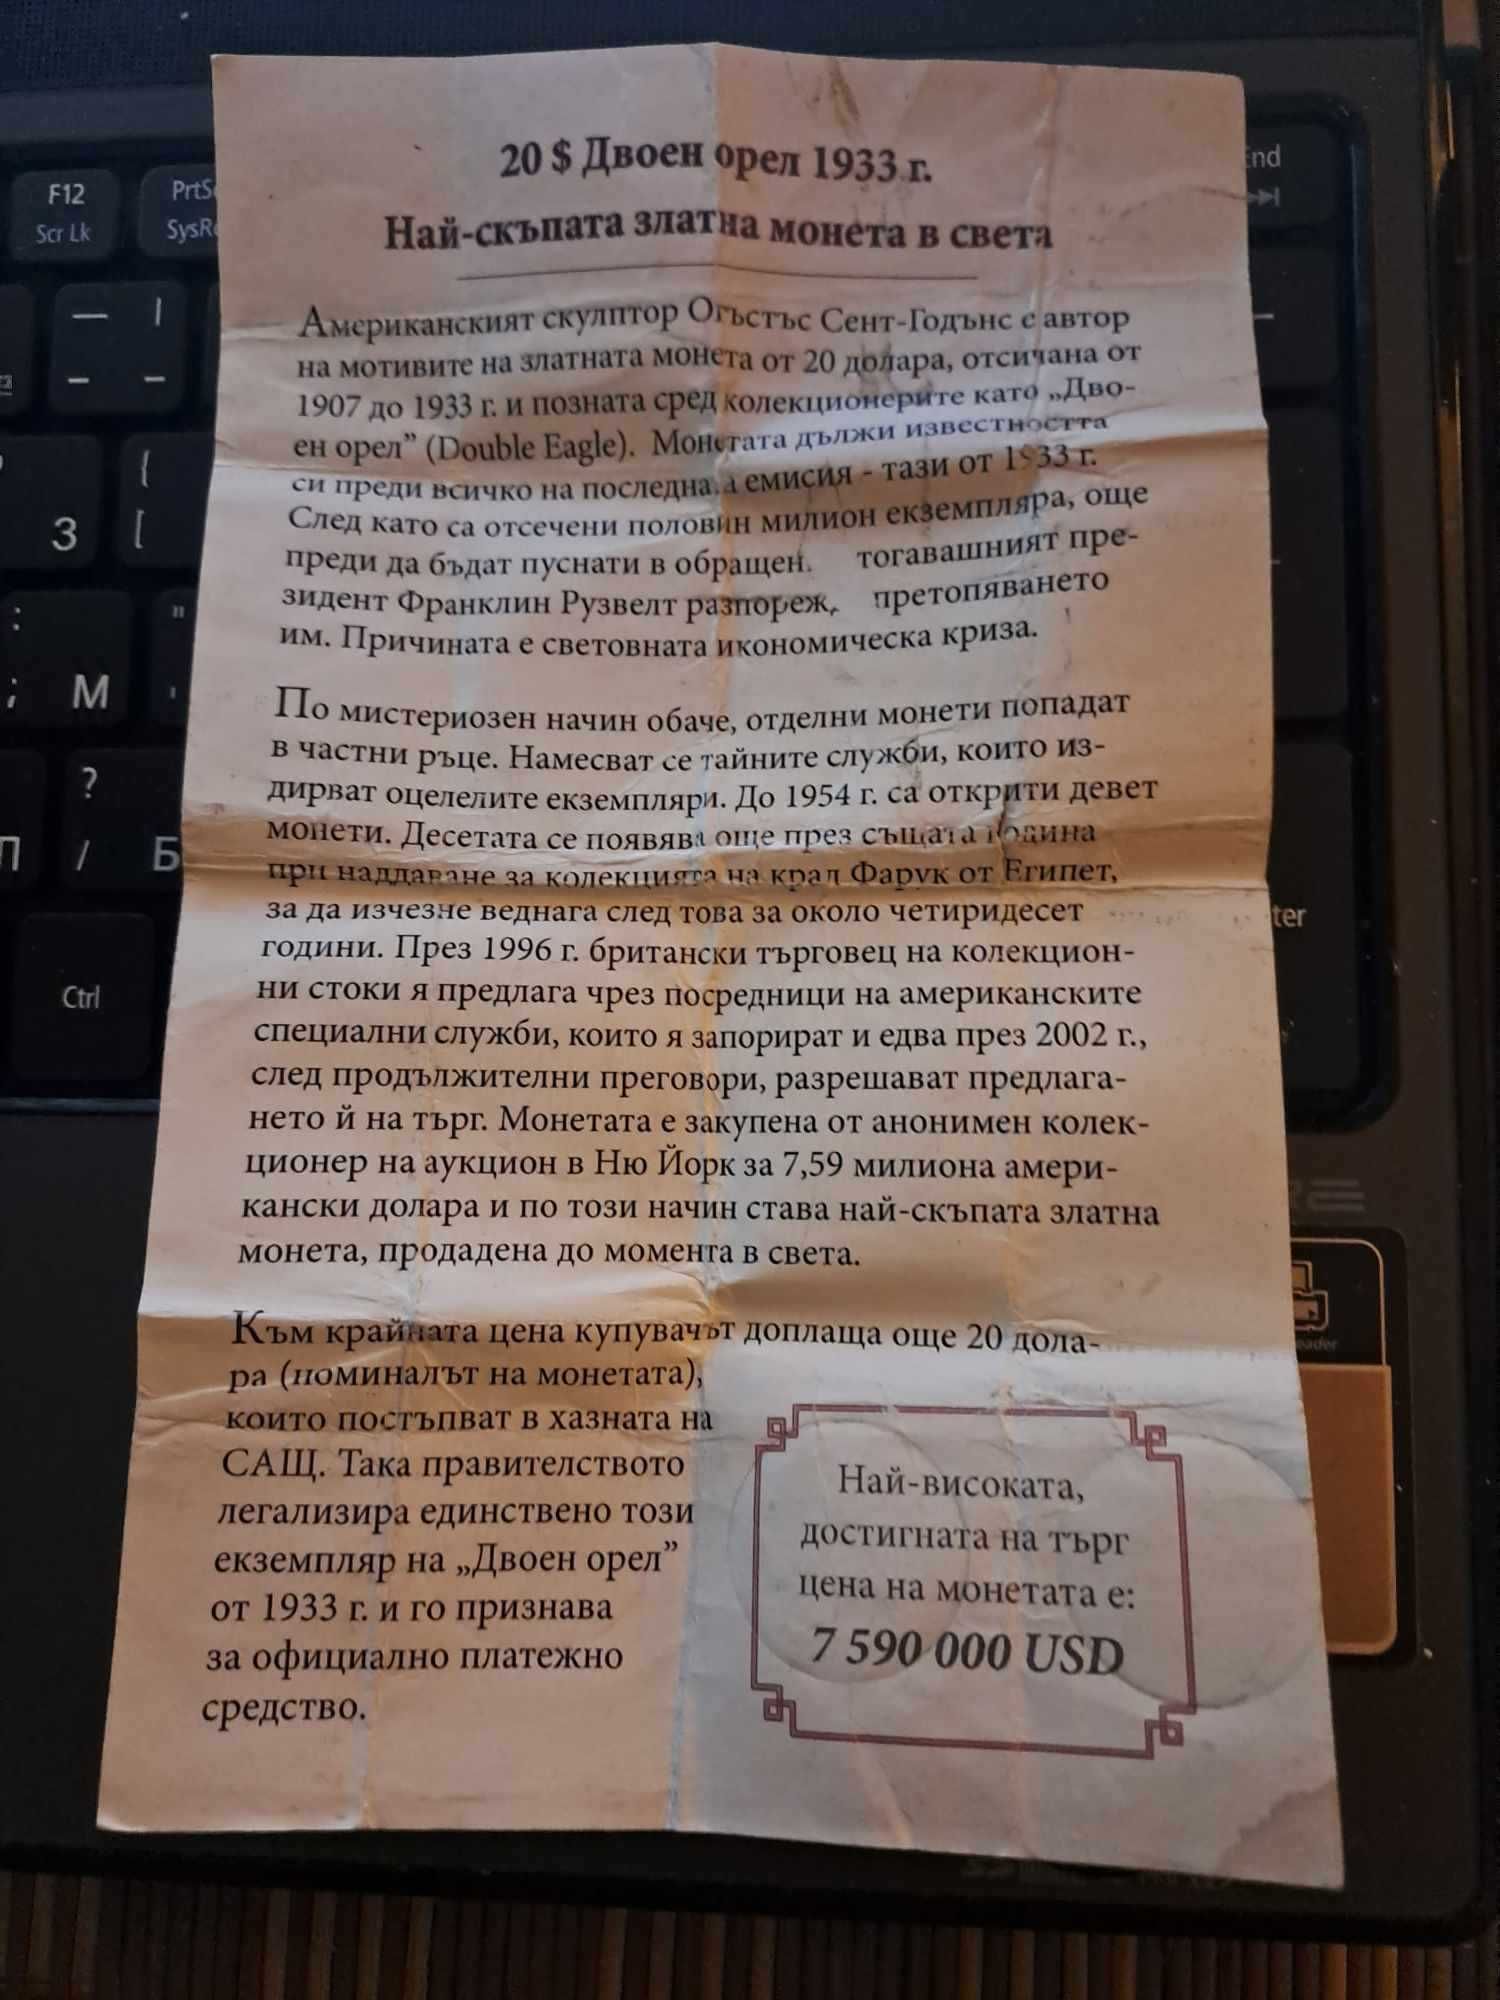 20 $ Двоен орел 1933 г.
Най-скъпата златна монета в света
Американският скулптор Огъстъс Сент-Годънс е автор
на мотивите на златната монета от 20 долара, отсичана от
1907 до 1933 г. и позната сред колекционерите като „Дво-
ен орел” (Double Eagle). Монетата дължи известността
си преди всичко на последната емисия - тази от 1933 г.
След като са отсечени половин милион екземпляра, още
преди да бъдат пуснати в обращен. тогавашният пре-
зидент Франклин Рузвелт разпореж, претопяването
им. Причината е световната икономическа криза.
По мистериозен начин обаче, отделни монети попадат
в частни ръце. Намесват се тайните служби, които из-
дирват оцелелите екземпляри. До 1954 г. са открити девет
монети. Десетата се появява още през същата година
при наддаване за колекцията на крал Фарук от Египет,
за да изчезне веднага след това за около четиридесет
години. През 1996 г. британски търговец на колекцион-
ни стоки я предлага чрез посредници на американските
специални служби, които я запорират и едва през 2002 г.,
след продължителни преговори, разрешават предлага-
нето й на търг. Монетата е закупена от анонимен колек-
ционер на аукцион в Ню Йорк за 7,59 милиона амери-
кански долара и по този начин става най-скъпата златна
монета, продадена до момента в света.
Към крайната цена купувачът доплаща още 20 дола-
ра (номиналът на монетата),
които постъпват в хазната на
САЩ. Така правителството
легализира единствено този
екземпляр на „Двоен орел”
от 1933 г. и го признава
за официално платежно
средство.
Най-високата,
достигната на търг
цена на монетата е:
7 590 000 USD
F12
Scr Lk
PrtSc
SysR
З
М
?
/
Б
Ctrl
End
ter
eader